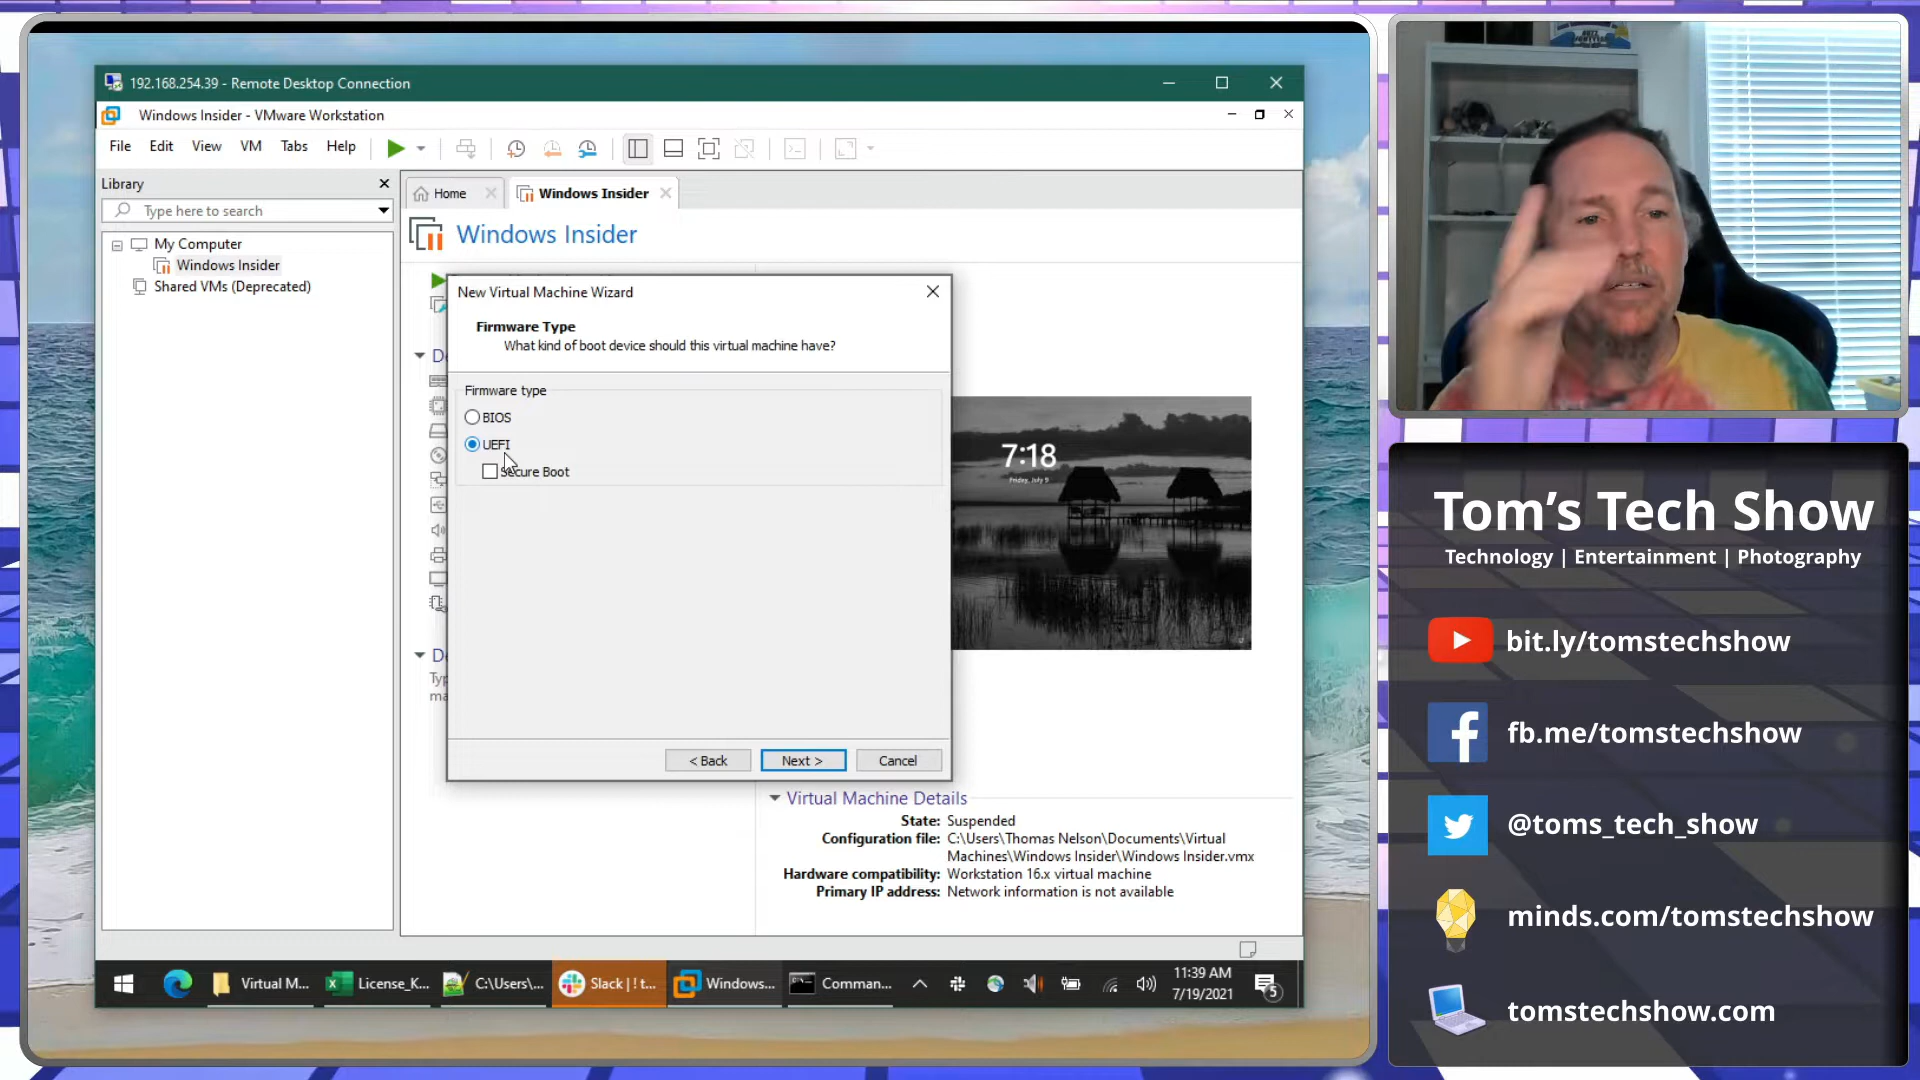 192.168.254.39 - Remote Desktop Connection
Windows Insider - VMware Workstation
File Edit View VM Tabs Help
Library
Type here to search
My Computer
Windows Insider
Shared VMs (Deprecated)
Home
Windows Insider
Windows Insider
New Virtual Machine Wizard
Firmware Type
What kind of boot device should this virtual machine have?
Firmware type
BIOS
UEFI
Secure Boot
< Back
Next >
Cancel
7:18
Friday, July 9
Virtual Machine Details
State: Suspended
Configuration file: C:\Users\Thomas Nelson\Documents\Virtual
Machines\Windows Insider\Windows Insider.vmx
Hardware compatibility: Workstation 16.x virtual machine
Primary IP address: Network information is not available
Virtual M...
License_K...
C:\Users\...
Slack | ! t...
Windows...
Comman...
11:39 AM
7/19/2021
5
Tom's Tech Show
Technology | Entertainment | Photography
bit.ly/tomstechshow
fb.me/tomstechshow
@toms_tech_show
minds.com/tomstechshow
tomstechshow.com